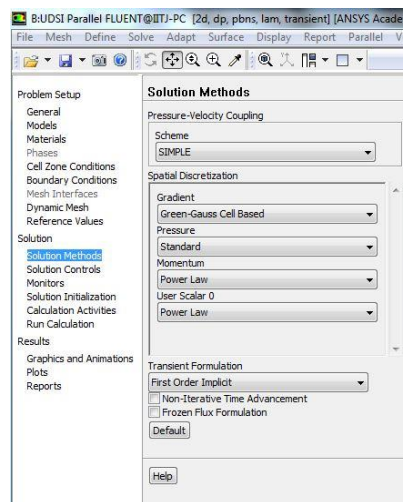 B:UDSI Parallel FLUENT@IITJ-PC [2d, dp, pbns, lam, transient] [ANSYS Acade
File Mesh Define Solve Adapt Surface Display Report Parallel V
Problem Setup
General
Models
Materials
Phases
Cell Zone Conditions
Boundary Conditions
Mesh Interfaces
Dynamic Mesh
Reference Values
Solution
Solution Methods
Solution Controls
Monitors
Solution Initialization
Calculation Activities
Run Calculation
Results
Graphics and Animations
Plots
Reports
Solution Methods
Pressure-Velocity Coupling
Scheme
SIMPLE
Spatial Discretization
Gradient
Green-Gauss Cell Based
Pressure
Standard
Momentum
Power Law
User Scalar 0
Power Law
Transient Formulation
First Order Implicit
Non-Iterative Time Advancement
Frozen Flux Formulation
Default
Help